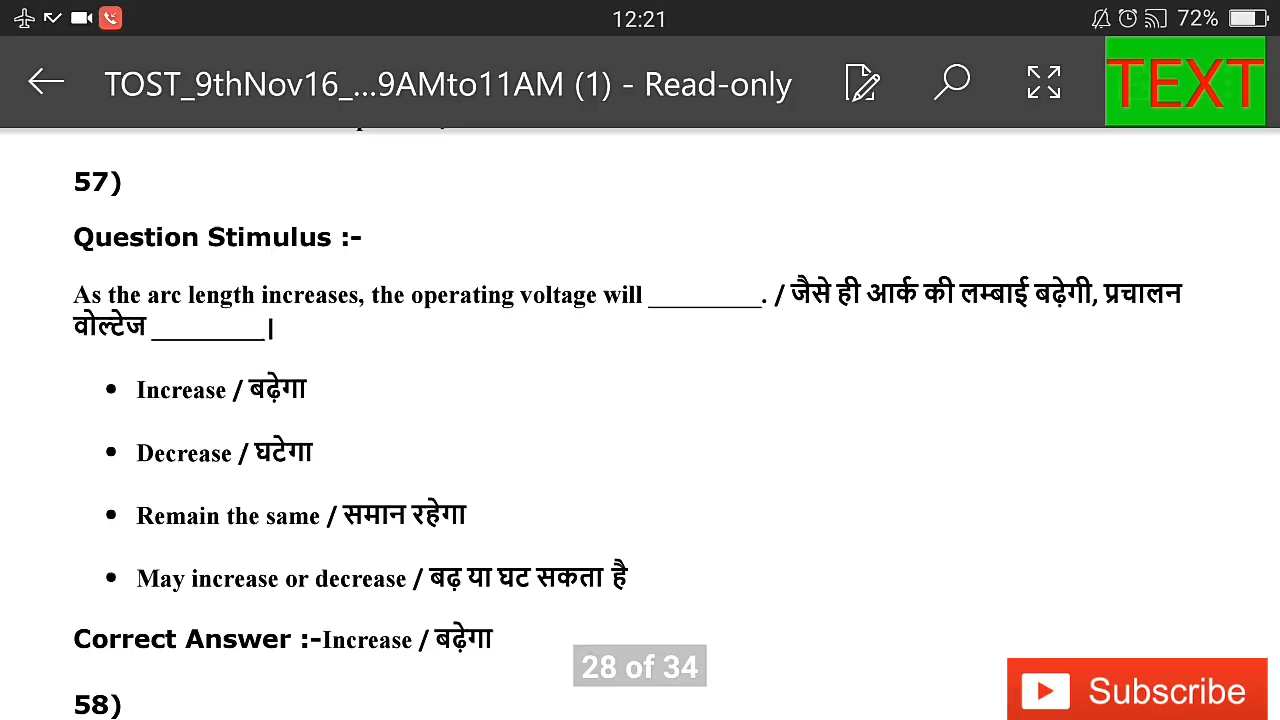 12:21
72%
TOST_9thNov16_...9AMto11AM (1) - Read-only
TEXT
57)
Question Stimulus :-
As the arc length increases, the operating voltage will _________. / जैसे ही आर्क की लम्बाई बढ़ेगी, प्रचालन
वोल्टेज _________।
• Increase / बढ़ेगा
• Decrease / घटेगा
• Remain the same / समान रहेगा
• May increase or decrease / बढ़ या घट सकता है
Correct Answer :-Increase / बढ़ेगा
28 of 34
58)
Subscribe